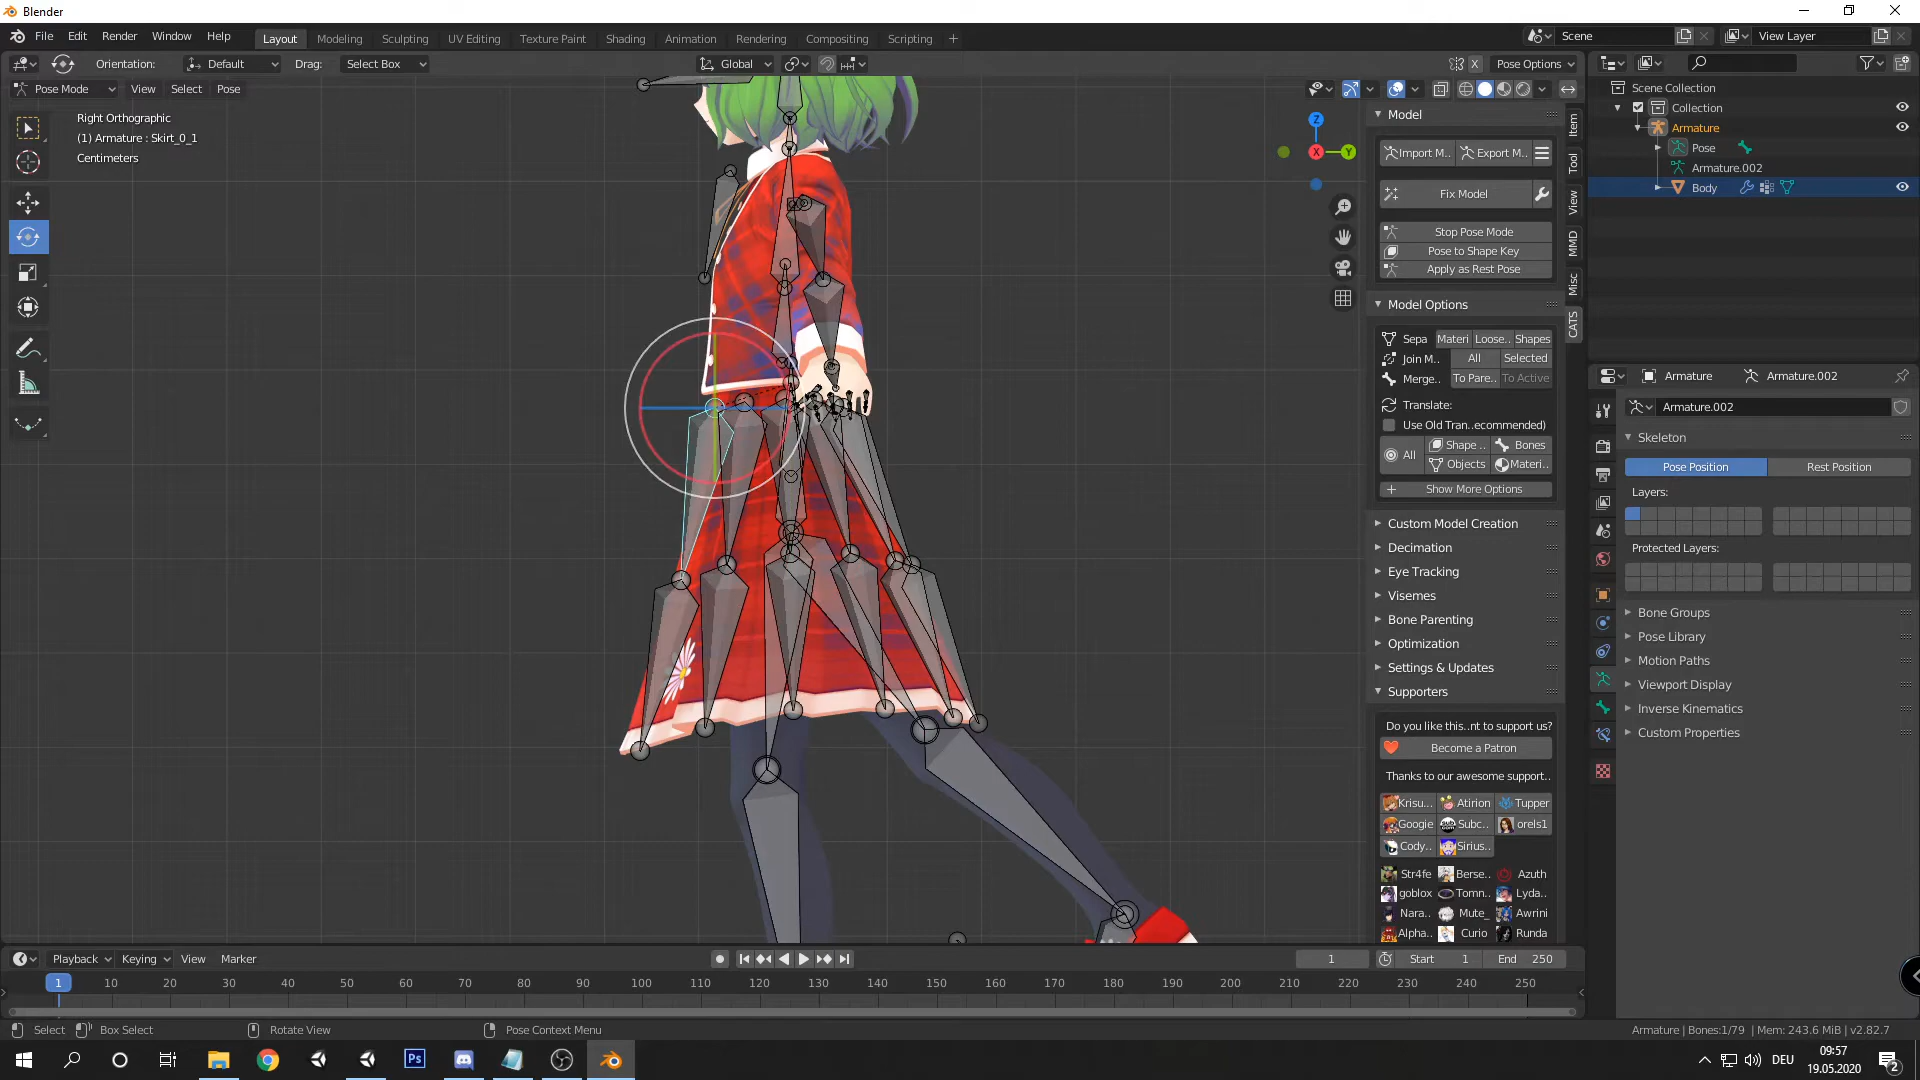 Blender
File Edit Render Window Help
Layout Modeling Sculpting UV Editing Texture Paint Shading Animation Rendering Compositing Scripting +
Scene
View Layer
Orientation: Default Drag: Select Box
Global
X Pose Options
Pose Mode View Select Pose
Right Orthographic
(1) Armature : Skirt_0_1
Centimeters
Z
X Y
Model
Import M.. Export M..
Fix Model
Stop Pose Mode
Pose to Shape Key
Apply as Rest Pose
Model Options
Sepa Materi Loose.. Shapes
Join M.. All Selected
Merge.. To Pare.. To Active
Translate:
Use Old Tran..ecommended)
All Shape .. Bones
Objects Materi..
Show More Options
Custom Model Creation
Decimation
Eye Tracking
Visemes
Bone Parenting
Optimization
Settings & Updates
Supporters
Do you like this..nt to support us?
Become a Patron
Thanks to our awesome support..
Krisu... Atirion Tupper
Googie Subc.. orels1
Cody.. Sirius..
Str4fe Berse.. Azuth
goblox Tomn.. Lyda..
Nara.. Mute_ Awrini
Alpha.. Curio Runda
Item
Tool
View
MMD
Misc
CATS
Scene Collection
Collection
Armature
Pose
Armature.002
Body
Armature Armature.002
Armature.002
Skeleton
Pose Position Rest Position
Layers:
Protected Layers:
Bone Groups
Pose Library
Motion Paths
Viewport Display
Inverse Kinematics
Custom Properties
Playback Keying View Marker
1 Start 1 End 250
1 10 20 30 40 50 60 70 80 90 100 110 120 130 140 150 160 170 180 190 200 210 220 230 240 250
Select Box Select Rotate View Pose Context Menu
Armature | Bones:1/79 | Mem: 243.6 MiB | v2.82.7
Ps
DEU
09:57
19.05.2020
2